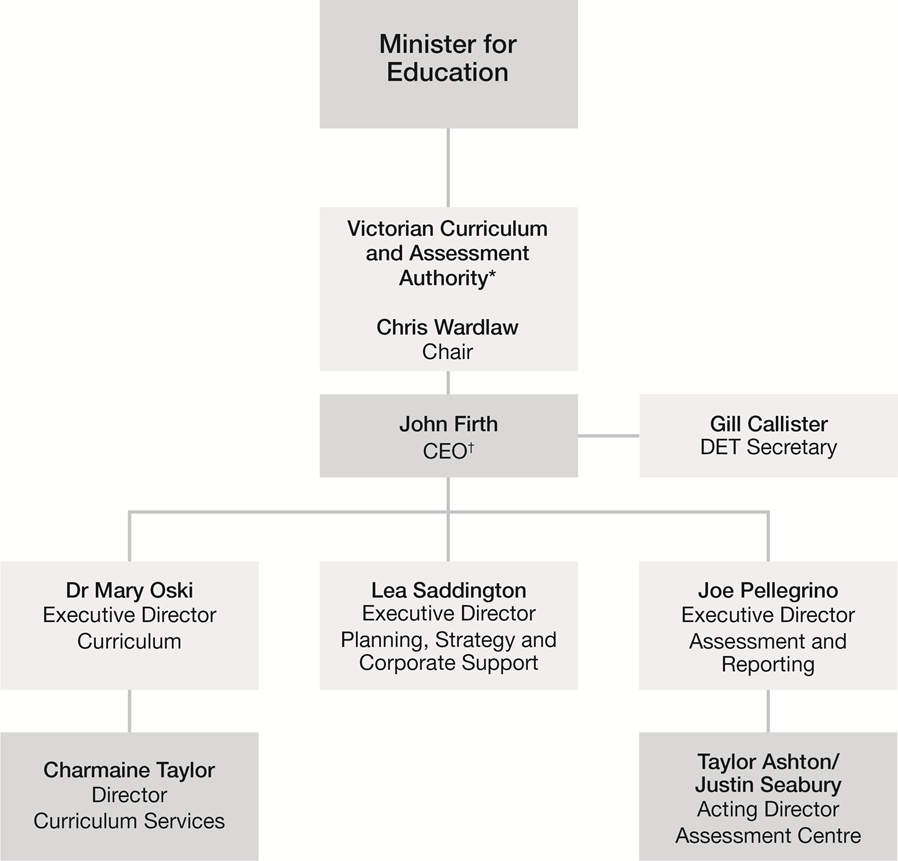 Minister for
Education
Victorian Curriculum
and Assessment
Authority*
Chris Wardlaw
Chair
John Firth
CEO†
Gill Callister
DET Secretary
Dr Mary Oski
Executive Director
Curriculum
Lea Saddington
Executive Director
Planning, Strategy and
Corporate Support
Joe Pellegrino
Executive Director
Assessment and
Reporting
Charmaine Taylor
Director
Curriculum Services
Taylor Ashton/
Justin Seabury
Acting Director
Assessment Centre